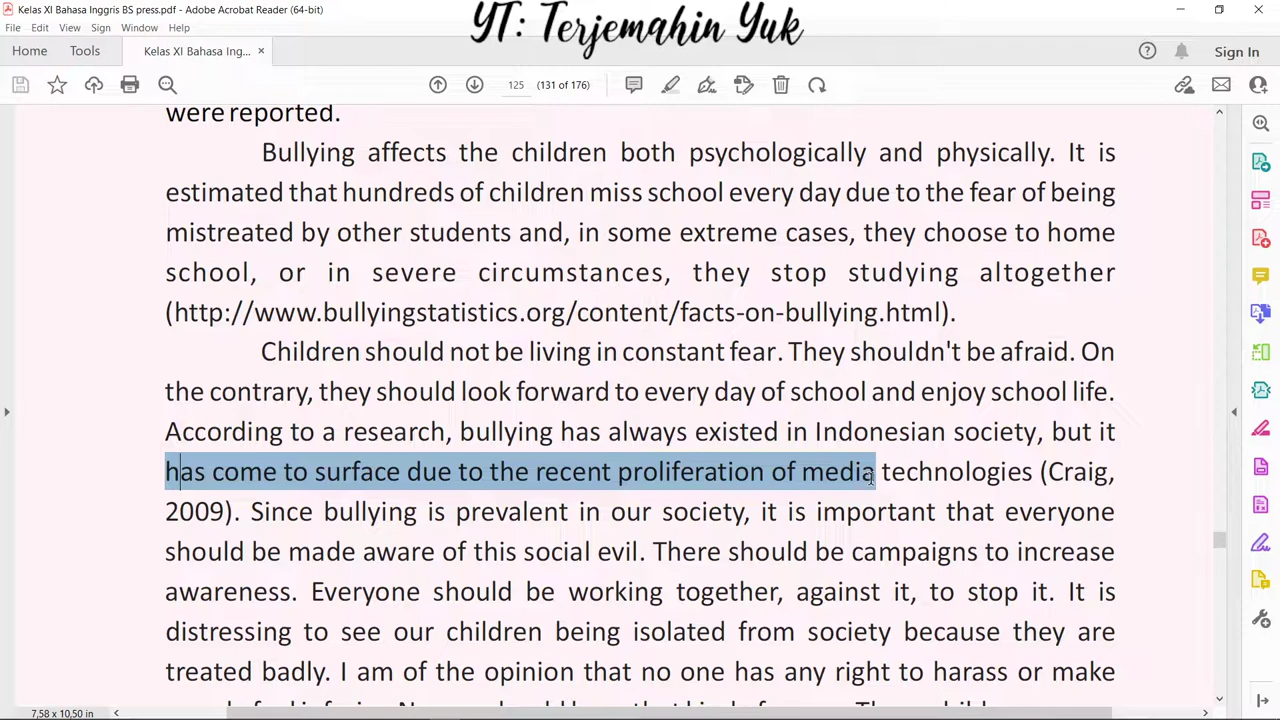 Kelas XI Bahasa Inggris BS press.pdf - Adobe Acrobat Reader (64-bit)
YT: Terjemahin Yuk
File Edit View Sign Window Help
Home Tools Kelas XI Bahasa Ing... × Sign In
125 (131 of 176)
were reported.
Bullying affects the children both psychologically and physically. It is
estimated that hundreds of children miss school every day due to the fear of being
mistreated by other students and, in some extreme cases, they choose to home
school, or in severe circumstances, they stop studying altogether
(http://www.bullyingstatistics.org/content/facts-on-bullying.html).
Children should not be living in constant fear. They shouldn't be afraid. On
the contrary, they should look forward to every day of school and enjoy school life.
According to a research, bullying has always existed in Indonesian society, but it
has come to surface due to the recent proliferation of media technologies (Craig,
2009). Since bullying is prevalent in our society, it is important that everyone
should be made aware of this social evil. There should be campaigns to increase
awareness. Everyone should be working together, against it, to stop it. It is
distressing to see our children being isolated from society because they are
treated badly. I am of the opinion that no one has any right to harass or make
7,58 x 10,50 in